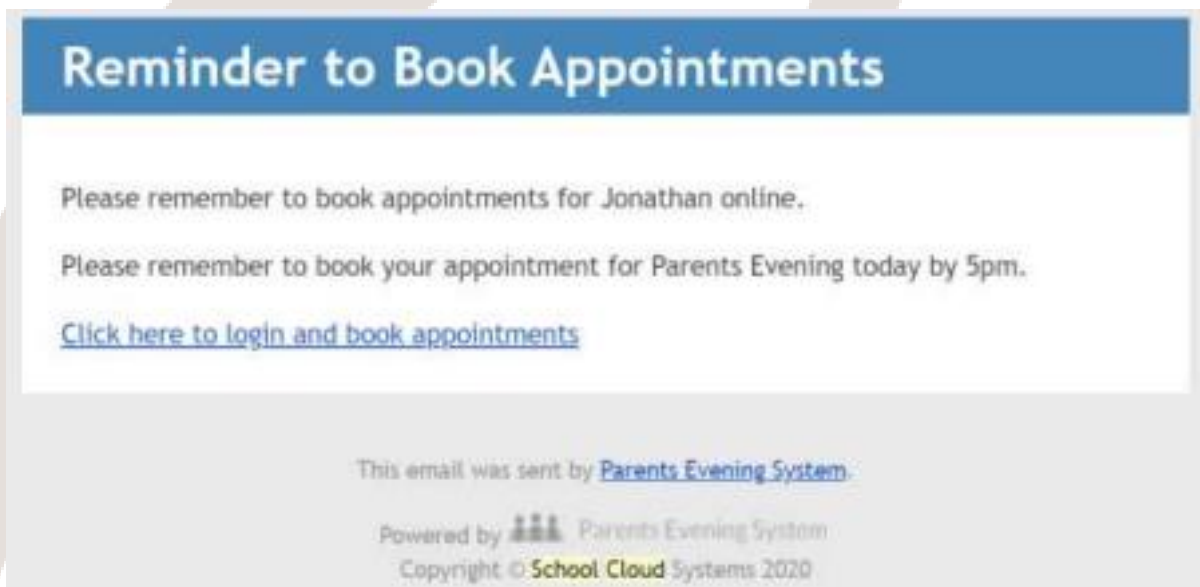 Reminder to Book Appointments
Please remember to book appointments for Jonathan online.
Please remember to book your appointment for Parents Evening today by 5pm.
Click here to login and book appointments
This email was sent by Parents Evening System.
Powered by Parents Evening System
Copyright © School Cloud Systems 2020